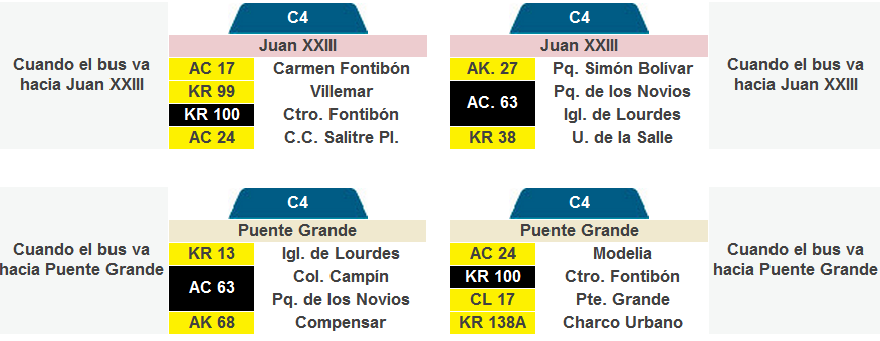 C4
Juan XXIII
Cuando el bus va
hacia Juan XXIII
AC 17 Carmen Fontibón
KR 99 Villemar
KR 100 Ctro. Fontibón
AC 24 C.C. Salitre Pl.
C4
Juan XXIII
AK. 27 Pq. Simón Bolívar
AC. 63 Pq. de los Novios
Igl. de Lourdes
KR 38 U. de la Salle
Cuando el bus va
hacia Juan XXIII
C4
Puente Grande
Cuando el bus va
hacia Puente Grande
KR 13 Igl. de Lourdes
AC 63 Col. Campín
Pq. de los Novios
AK 68 Compensar
C4
Puente Grande
AC 24 Modelia
KR 100 Ctro. Fontibón
CL 17 Pte. Grande
KR 138A Charco Urbano
Cuando el bus va
hacia Puente Grande